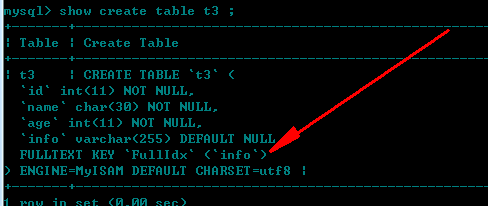 mysql> show create table t3 ;
+-------+--------------------------
| Table | Create Table
+-------+--------------------------
| t3    | CREATE TABLE `t3` (
  `id` int(11) NOT NULL,
  `name` char(30) NOT NULL,
  `age` int(11) NOT NULL,
  `info` varchar(255) DEFAULT NULL
  FULLTEXT KEY `FullIdx` (`info`)
) ENGINE=MyISAM DEFAULT CHARSET=utf8 |
+-------+--------------------------
1 row in set (0.00 sec)